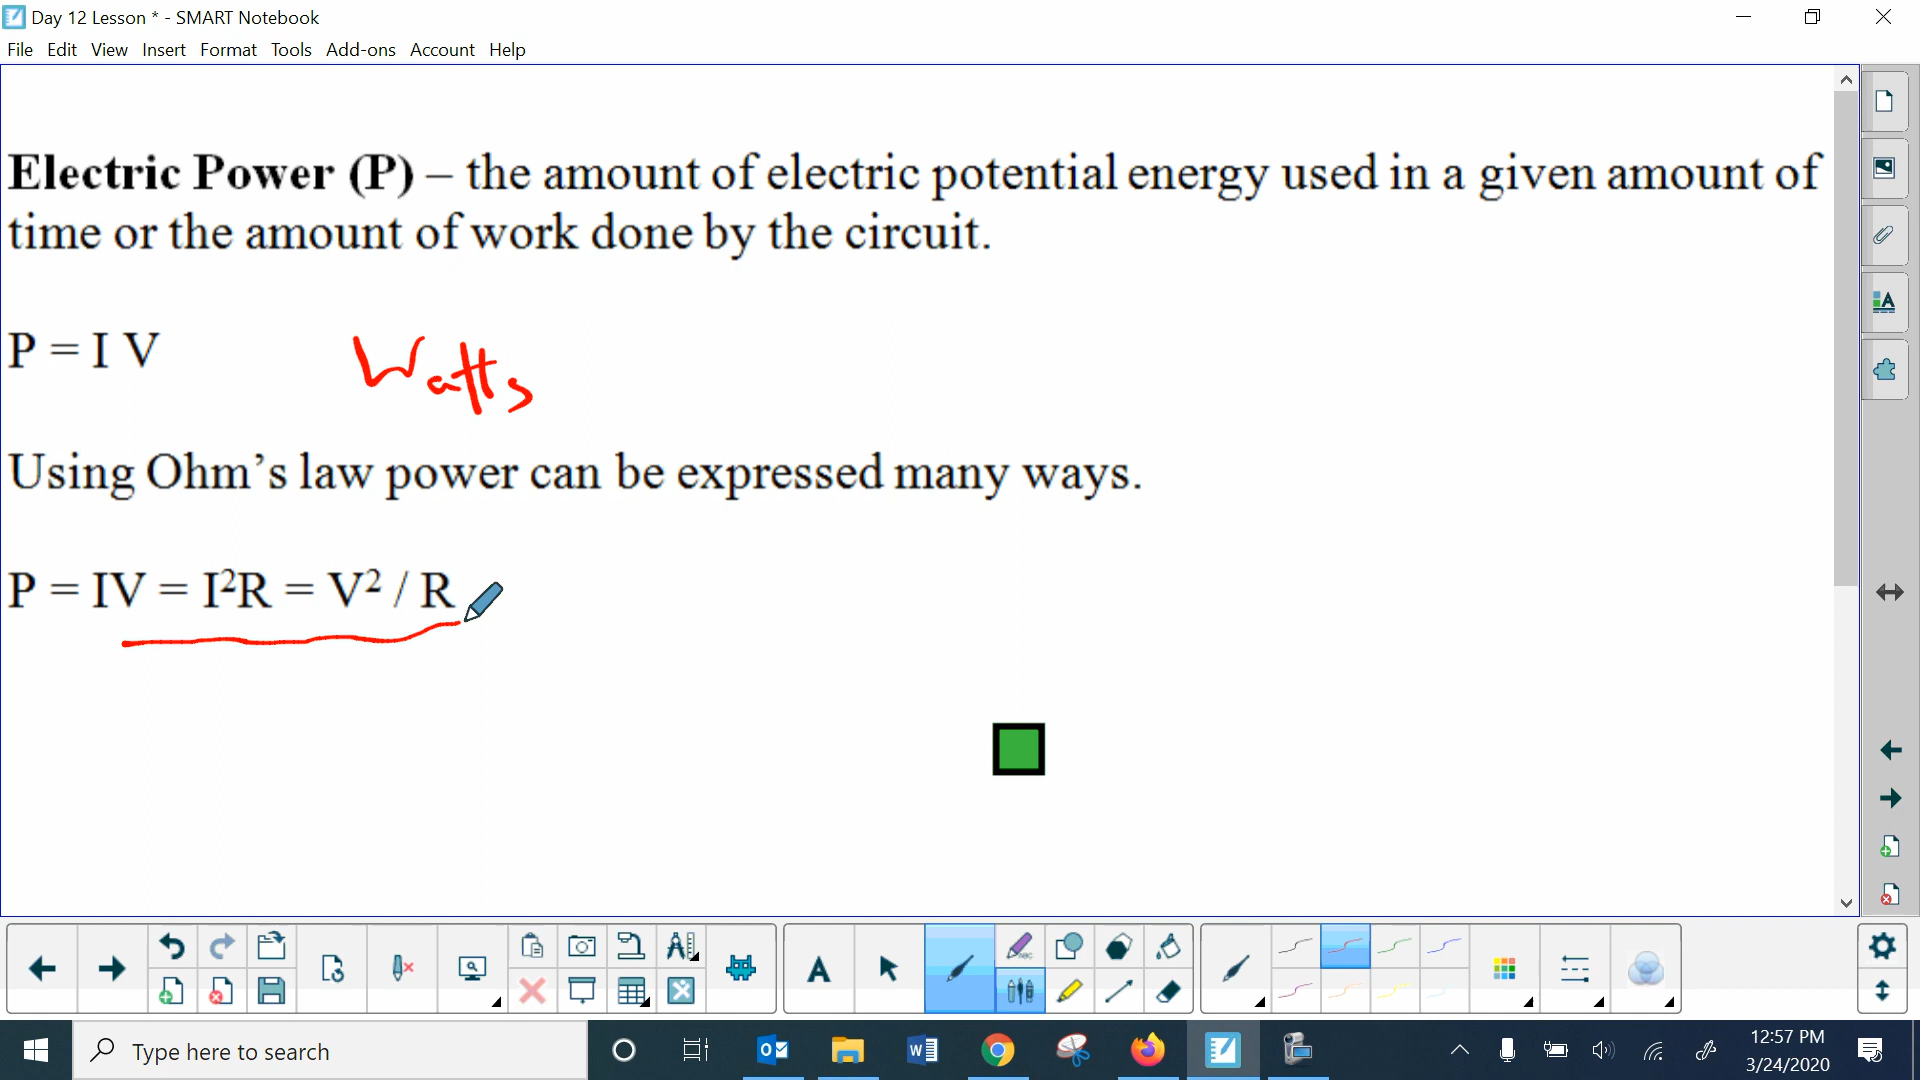 Day 12 Lesson * - SMART Notebook
File Edit View Insert Format Tools Add-ons Account Help
Electric Power (P) – the amount of electric potential energy used in a given amount of
time or the amount of work done by the circuit.
P = I V
Watts
Using Ohm’s law power can be expressed many ways.
P = IV = I²R = V² / R
Type here to search
12:57 PM
3/24/2020